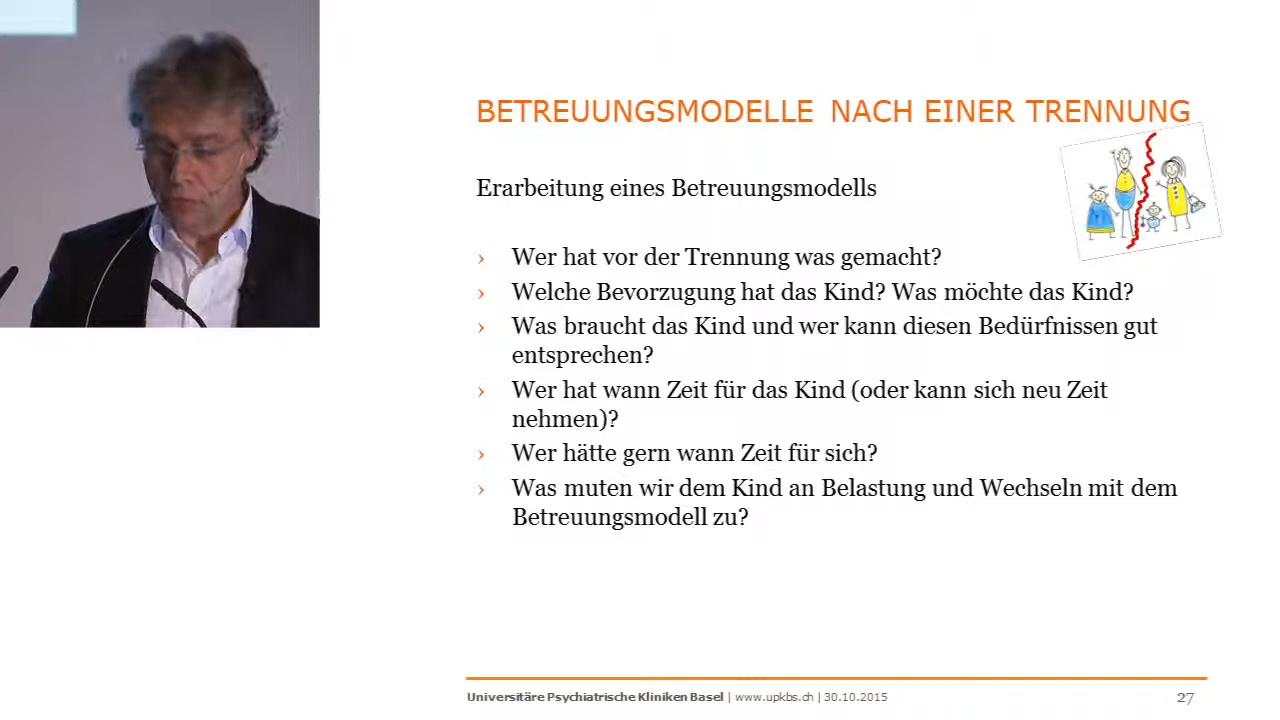 BETREUUNGSMODELLE NACH EINER TRENNUNG
Erarbeitung eines Betreuungsmodells
› Wer hat vor der Trennung was gemacht?
› Welche Bevorzugung hat das Kind? Was möchte das Kind?
› Was braucht das Kind und wer kann diesen Bedürfnissen gut
entsprechen?
› Wer hat wann Zeit für das Kind (oder kann sich neu Zeit
nehmen)?
› Wer hätte gern wann Zeit für sich?
› Was muten wir dem Kind an Belastung und Wechseln mit dem
Betreuungsmodell zu?
Universitäre Psychiatrische Kliniken Basel | www.upkbs.ch | 30.10.2015
27